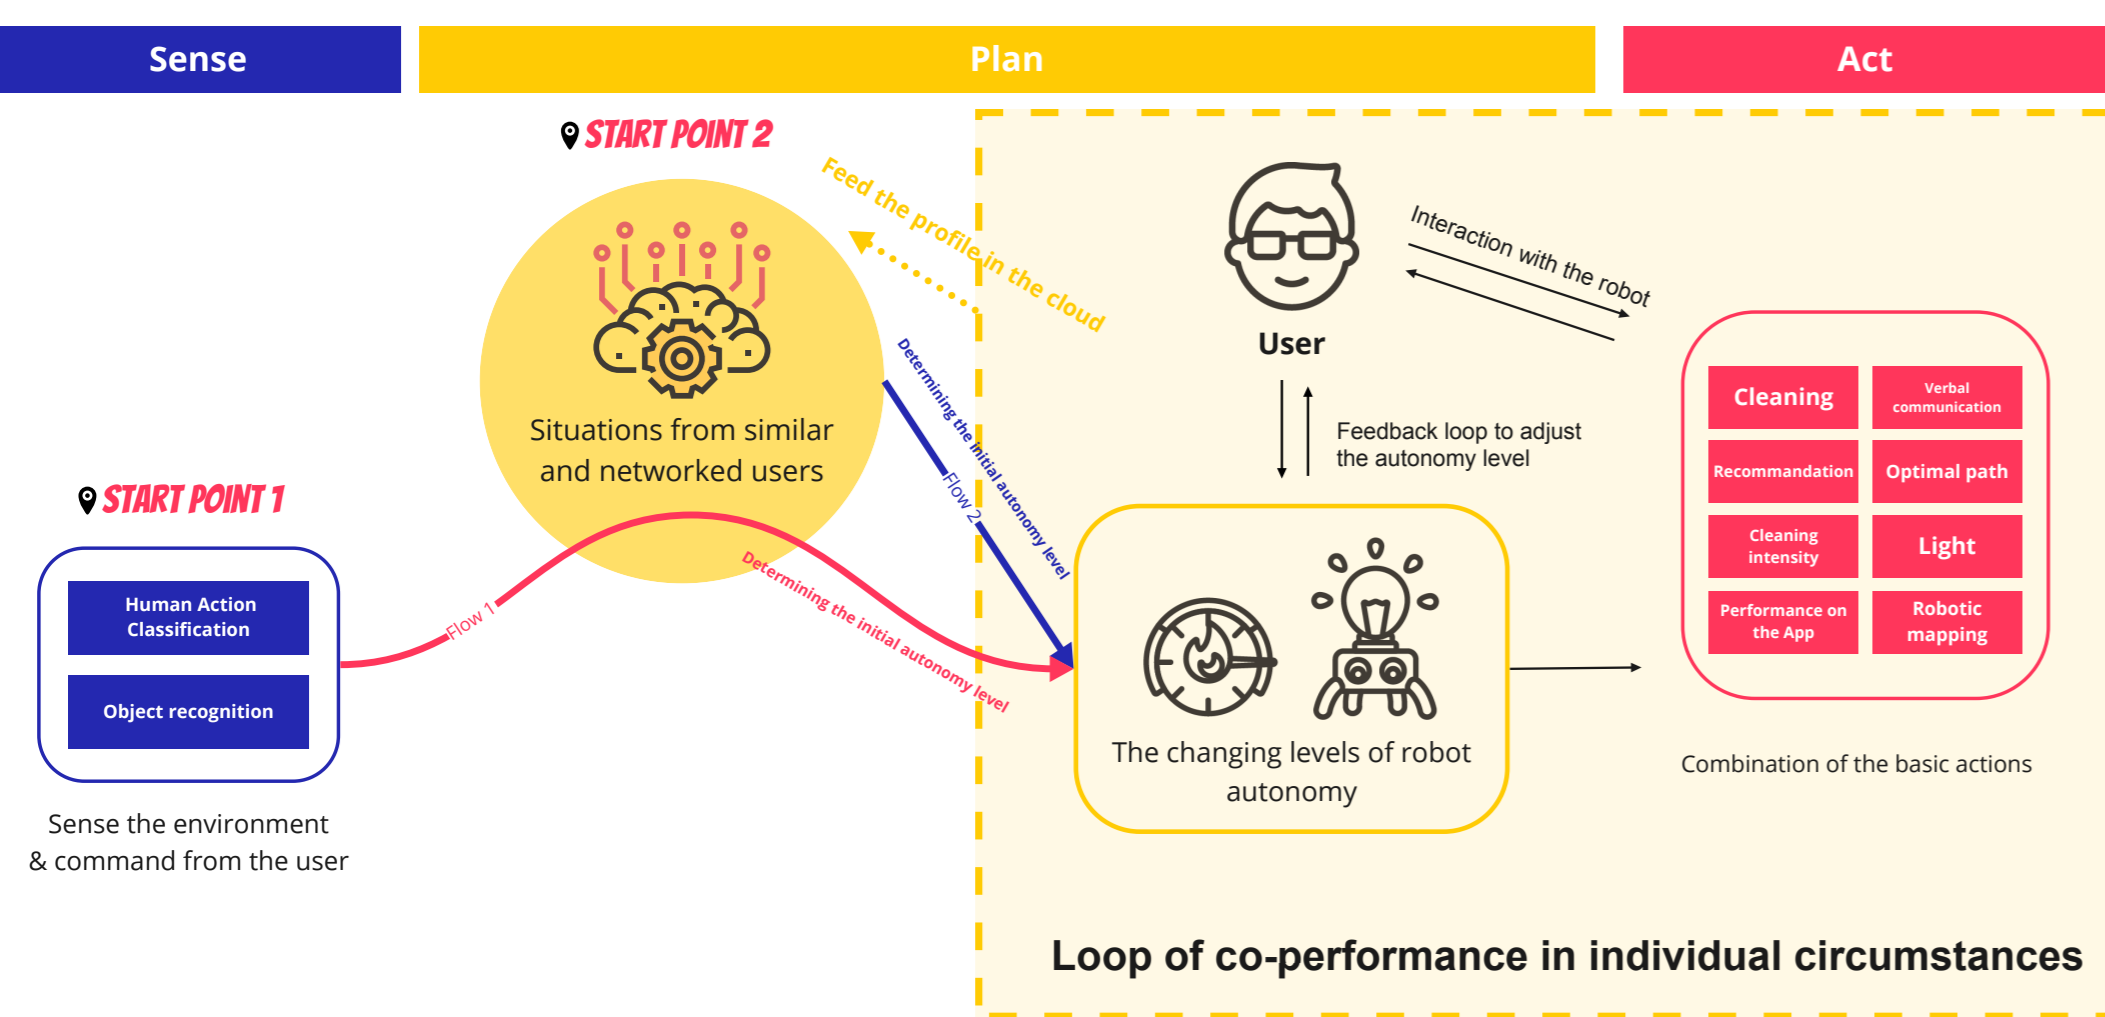 Sense
Plan
Act
START POINT 2
Feed the profile in the cloud
Situations from similar
and networked users
START POINT 1
Human Action
Classification
Object recognition
Sense the environment
& command from the user
Flow 1
Determining the initial autonomy level
Flow 2
Determining the initial autonomy level
User
Interaction with the robot
Feedback loop to adjust
the autonomy level
The changing levels of robot
autonomy
Cleaning
Verbal
communication
Recommandation
Optimal path
Cleaning
intensity
Light
Performance on
the App
Robotic
mapping
Combination of the basic actions
Loop of co-performance in individual circumstances